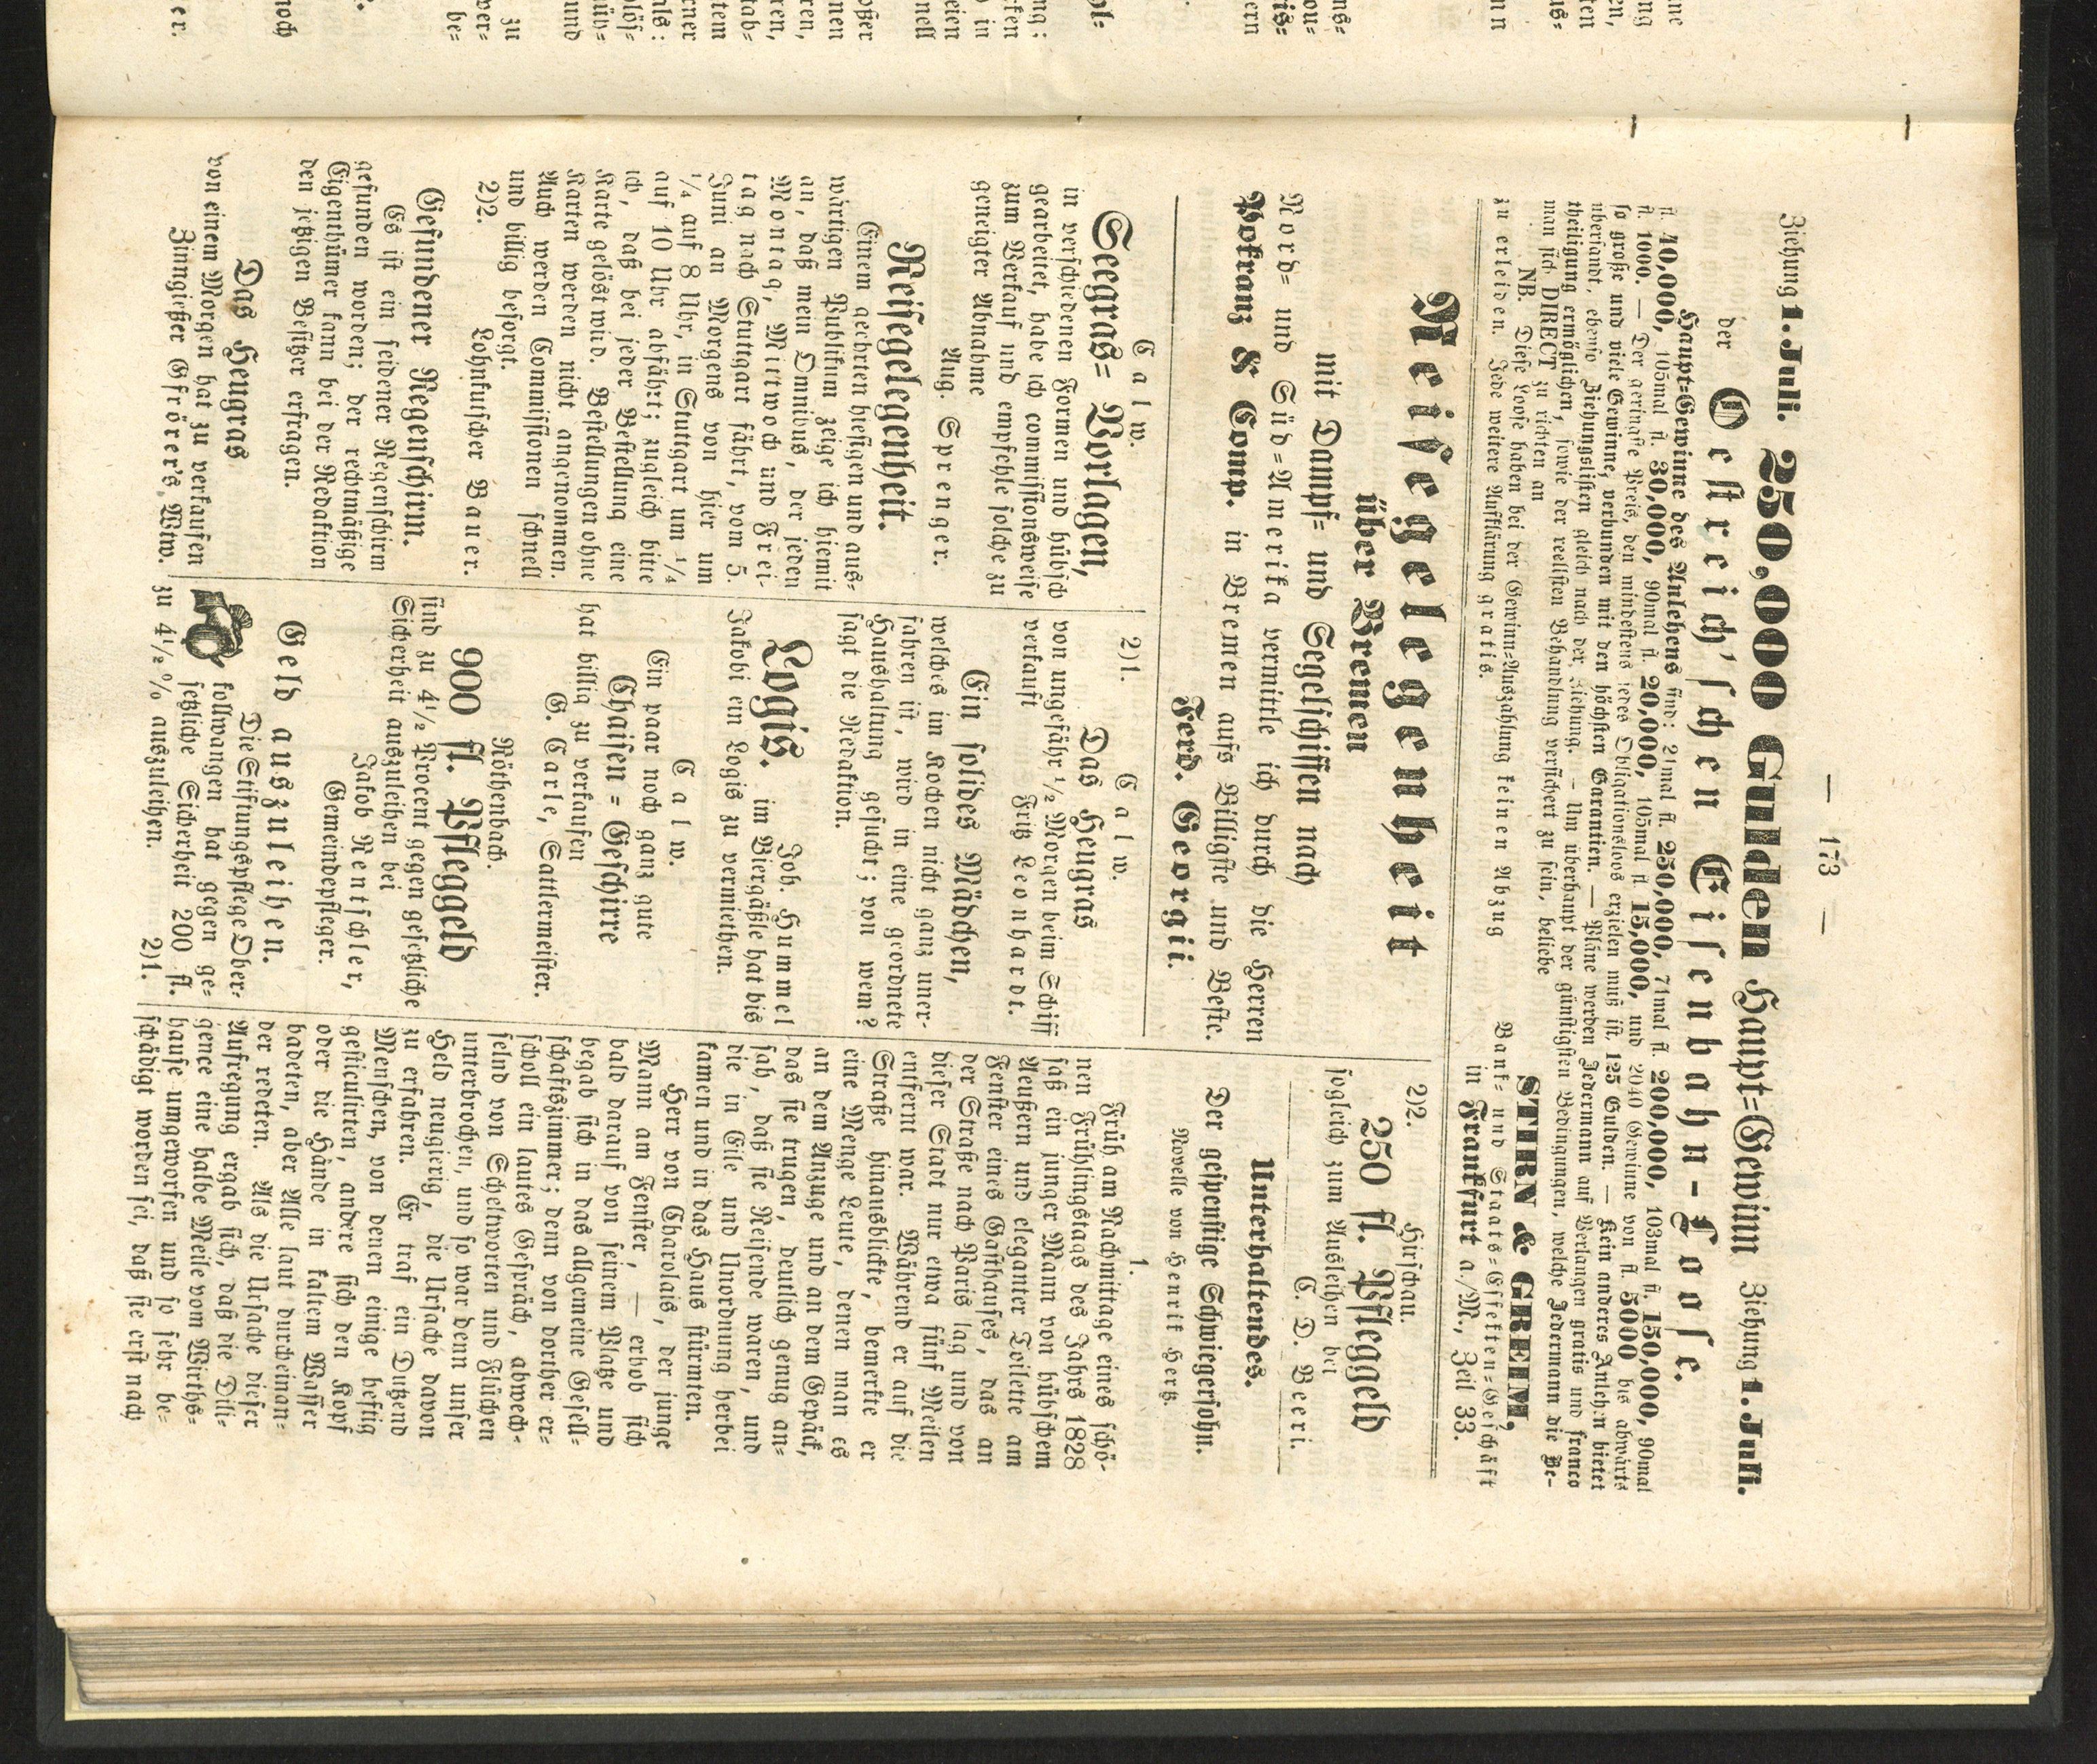 — 173 —
Ziehung 1. Juli. 250,000 Gulden Haupt=Gewinn Ziehung 1. Juli.
der Oestreich'schen Eisenbahn-Loose.
Haupt=Gewinne des Anlehens sind: 21mal fl. 250,000, 71mal fl. 200,000, 103mal fl. 150,000, 90mal
fl. 40,000, 105mal fl. 30,000, 90mal fl. 20,000, 105mal fl. 15,000, und 2040 Gewinne von fl. 5000 bis abwärts
fl. 1000. — Der geringste Preis, den mindestens jedes Obligationsloos erzielen muß ist fl. 125 Gulden. — Kein anderes Anlehen bietet
so große und viele Gewinne, verbunden mit den höchsten Garantien. — Pläne werden Jedermann auf Verlangen gratis und franco
übersandt, ebenso Ziehungslisten gleich nach der Ziehung. — Um überhaupt der günstigsten Bedingungen, welche Jedermann die Be-
theiligung ermöglichen, sowie der reellsten Behandlung versichert zu sein, beliebe
man sich DIRECT zu richten an
STIRN & GREIM,
NB. Diese Loose haben bei der Gewinn=Auszahlung keinen Abzug
zu erleiden. Jede weitere Aufklärung gratis.
Bank= und Staats=Effekten=Geschäft
in Frankfurt a/M., Zeil 33.
Reisegelegenheit
über Bremen
mit Dampf= und Segelschiffen nach
Nord= und Süd=Amerika vermittle ich durch die Herren
Pokranz & Comp. in Bremen aufs Billigste und Beste.
Ferd. Georgii.
Calw.
Seegras= Vorlagen,
in verschiedenen Formen und hübsch
gearbeitet, habe ich commissionsweise
zum Verkauf und empfehle solche zu
geneigter Abnahme
Aug. Sprenger.
Reisegelegenheit.
Einem geehrten hiesigen und aus=
wärtigen Publikum zeige ich hiemit
an, daß mein Omnibus, der jeden
Montag, Mittwoch und Frei-
tag nach Stuttgart fährt, vom 5.
Juni an Morgens von hier um
¼ auf 8 Uhr, in Stuttgart um ¼
auf 10 Uhr abfährt; zugleich bitte
ich, daß bei jeder Bestellung eine
Karte gelöst wird. Bestellungen ohne
Karten werden nicht angenommen.
Auch werden Commissionen schnell
und billig besorgt.
2)2. Lohnkutscher Bauer.
Gefundener Regenschirm.
Es ist ein seidener Regenschirm
gefunden worden; der rechtmäßige
Eigenthümer kann bei der Redaktion
den jetzigen Besitzer erfragen.
Das Heugras
von einem Morgen hat zu verkaufen
Zinngießer Gfrörer's Wtw.
Calw.
2)1. Das Heugras
von ungefähr ½ Morgen beim Schiff
verkauft Fritz Leonhardt.
Ein solides Mädchen,
welches im Kochen nicht ganz uner-
fahren ist, wird in eine geordnete
Haushaltung gesucht; von wem?
sagt die Redaktion.
Logis. Joh. Hummel
im Biergäßle hat bis
Jakobi ein Logis zu vermiethen.
Calw.
Ein paar noch ganz gute
Chaisen = Geschirre
hat billig zu verkaufen
G. Carle, Sattlermeister.
Röthenbach.
900 fl. Pfleggeld
sind zu 4½ Procent gegen gesetzliche
Sicherheit auszuleihen bei
Jakob Rentschler,
Gemeindepfleger.
Geld auszuleihen.
Die Stiftungspflege Ober-
kollwangen hat gegen ge=
setzliche Sicherheit 200 fl.
zu 4½ % auszuleihen. 2)1.
Hirschau.
2)2. 250 fl. Pfleggeld
sogleich zum Ausleihen bei
C. D. Beeri.
Unterhaltendes.
Der gespenstige Schwiegersohn.
Novelle von Henrik Hertz.
1.
Früh am Nachmittage eines schö-
nen Frühlingstags des Jahrs 1828
saß ein junger Mann von hübschem
Aeußern und eleganter Toilette am
Fenster eines Gasthauses, das an
der Straße nach Paris lag und von
dieser Stadt nur etwa fünf Meilen
entfernt war. Während er auf die
Straße hinausblickte, bemerkte er
eine Menge Leute, denen man es
an dem Anzuge und an dem Gepäck,
das sie trugen, deutlich genug an=
sah, daß sie Reisende waren, und
die in Eile und Unordnung herbei
kamen und in das Haus stürmten.
Herr von Charolais, der junge
Mann am Fenster, — erhob sich
bald darauf von seinem Platze und
begab sich in das allgemeine Gesell=
schaftszimmer; denn von dorther er=
scholl ein lautes Gespräch, abwech-
selnd von Scheltworten und Flüchen
unterbrochen, und so war denn unser
Held neugierig, die Ursache davon
zu erfahren. Er traf ein Dutzend
Menschen, von denen einige heftig
gesticulirten, andere sich den Kopf
oder die Hände in kaltem Wasser
badeten, aber Alle laut durcheinan=
der redeten. Als die Ursache dieser
Aufregung ergab sich, daß die Dili=
gence eine halbe Meile vom Wirths=
hause umgeworfen und so sehr be=
schädigt worden sei, daß sie erst nach